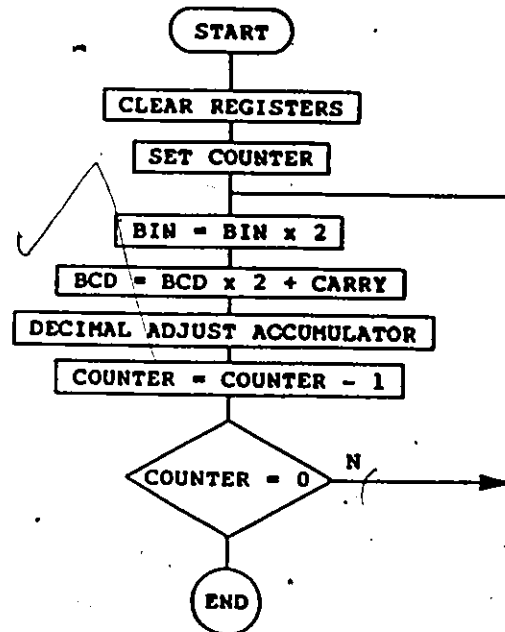 START
CLEAR REGISTERS
SET COUNTER
BIN = BIN x 2
BCD = BCD x 2 + CARRY
DECIMAL ADJUST ACCUMULATOR
COUNTER = COUNTER - 1
COUNTER = 0
N
END